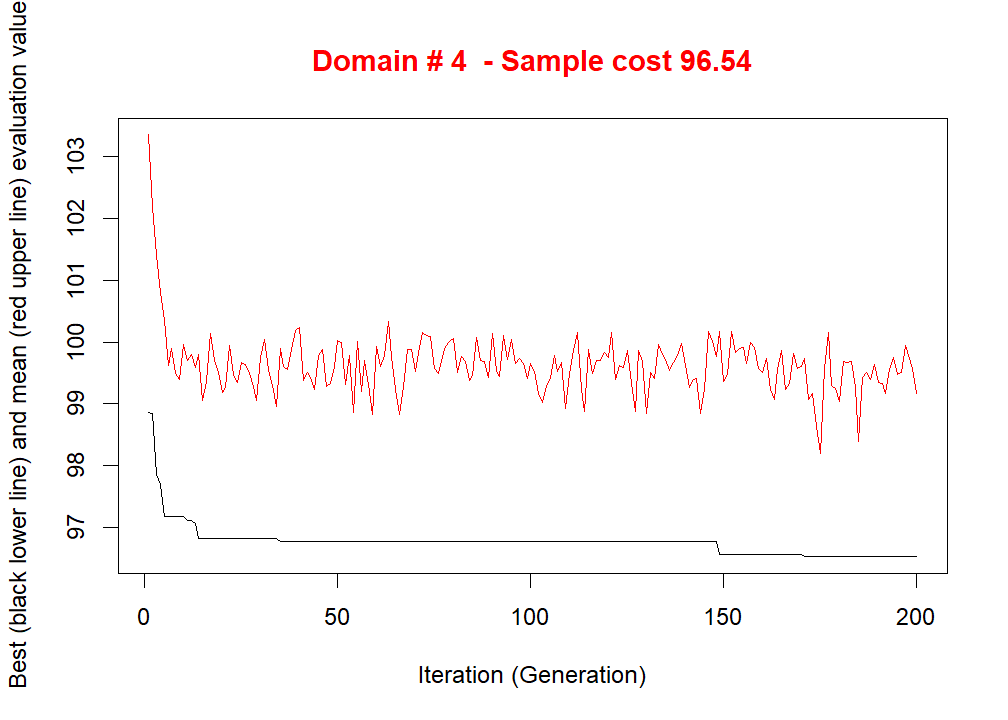 Domain # 4  - Sample cost 96.54
Best (black lower line) and mean (red upper line) evaluation value
103
102
101
100
99
98
97
0 50 100 150 200
Iteration (Generation)